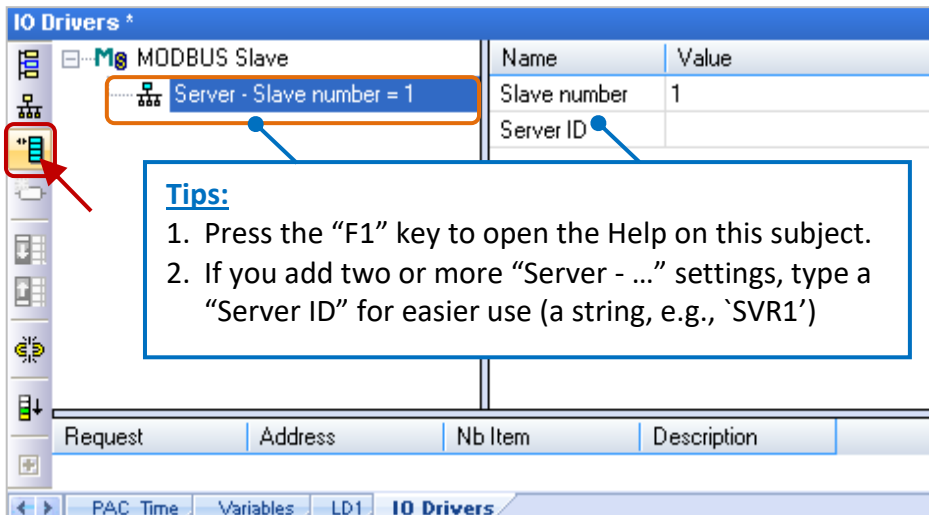 IO Drivers *
MODBUS Slave
Server - Slave number = 1
Name Value
Slave number 1
Server ID
Tips:
1. Press the “F1” key to open the Help on this subject.
2. If you add two or more “Server - …” settings, type a
“Server ID” for easier use (a string, e.g., `SVR1’)
Request Address Nb Item Description
PAC_Time Variables LD1 IO Drivers